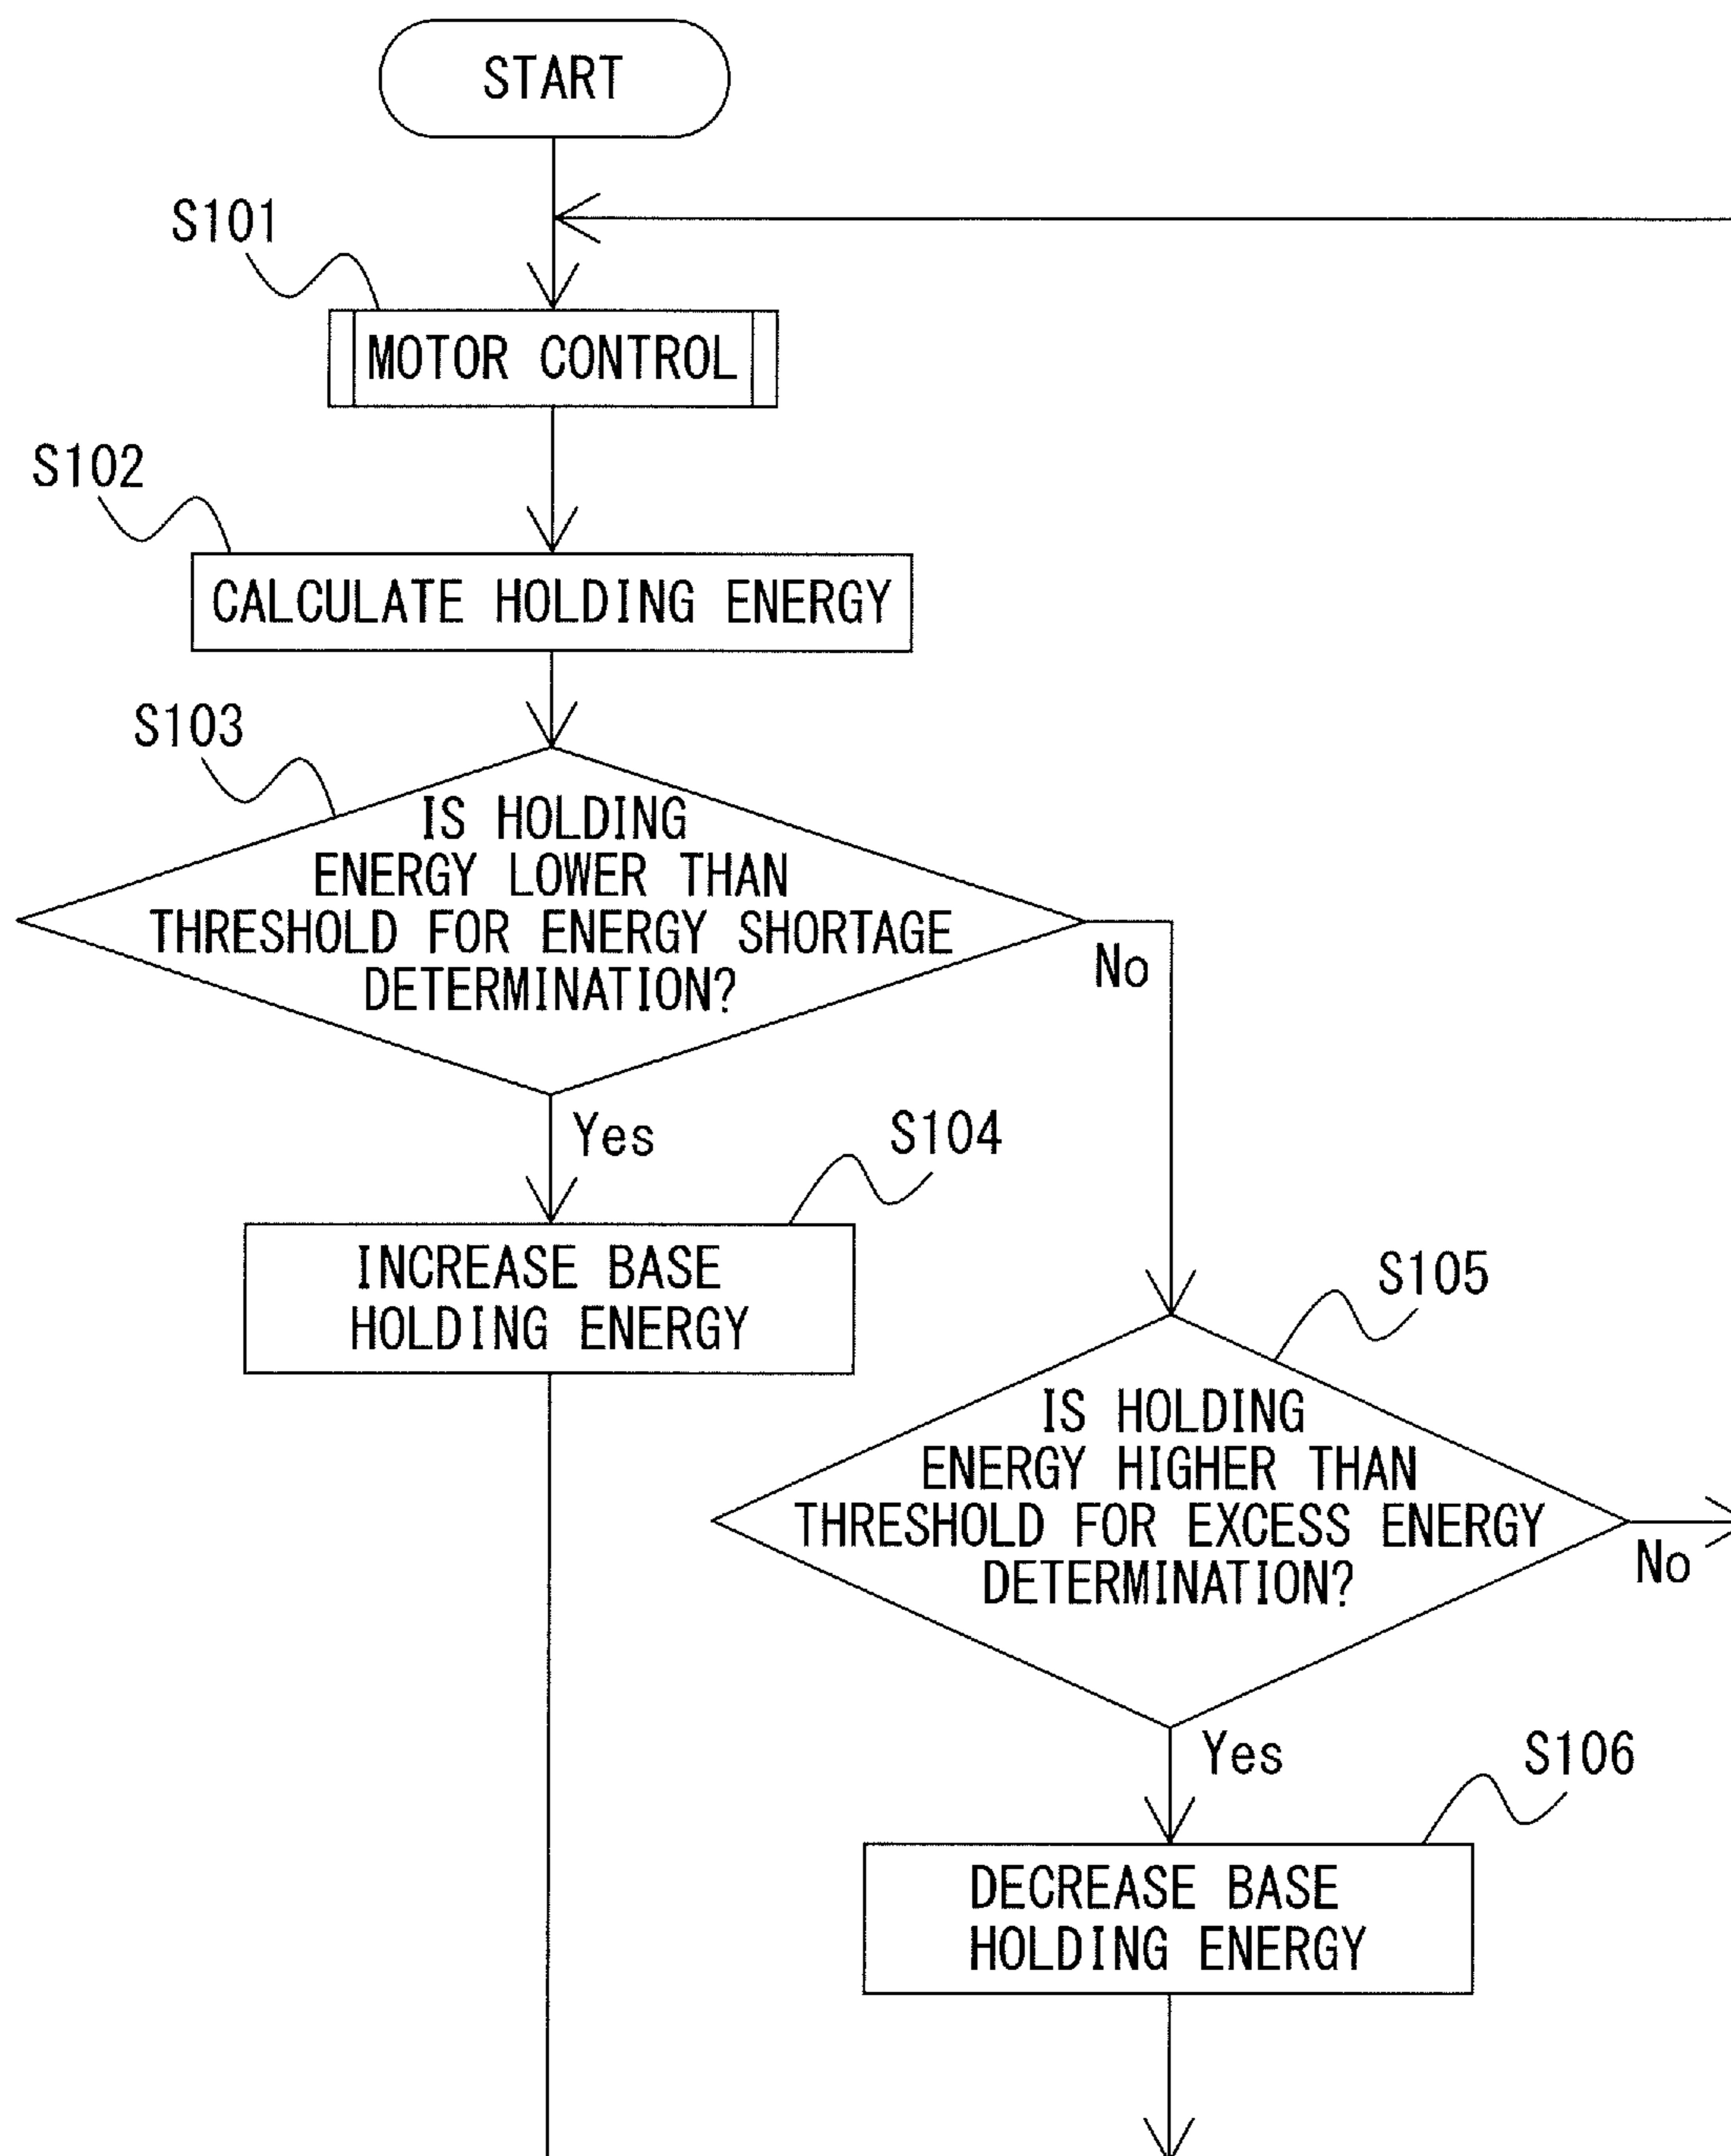 START
S101
MOTOR CONTROL
S102
CALCULATE HOLDING ENERGY
S103
IS HOLDING
ENERGY LOWER THAN
THRESHOLD FOR ENERGY SHORTAGE
DETERMINATION?
No
Yes
S104
INCREASE BASE
HOLDING ENERGY
S105
IS HOLDING
ENERGY HIGHER THAN
THRESHOLD FOR EXCESS ENERGY
DETERMINATION?
No
Yes
S106
DECREASE BASE
HOLDING ENERGY